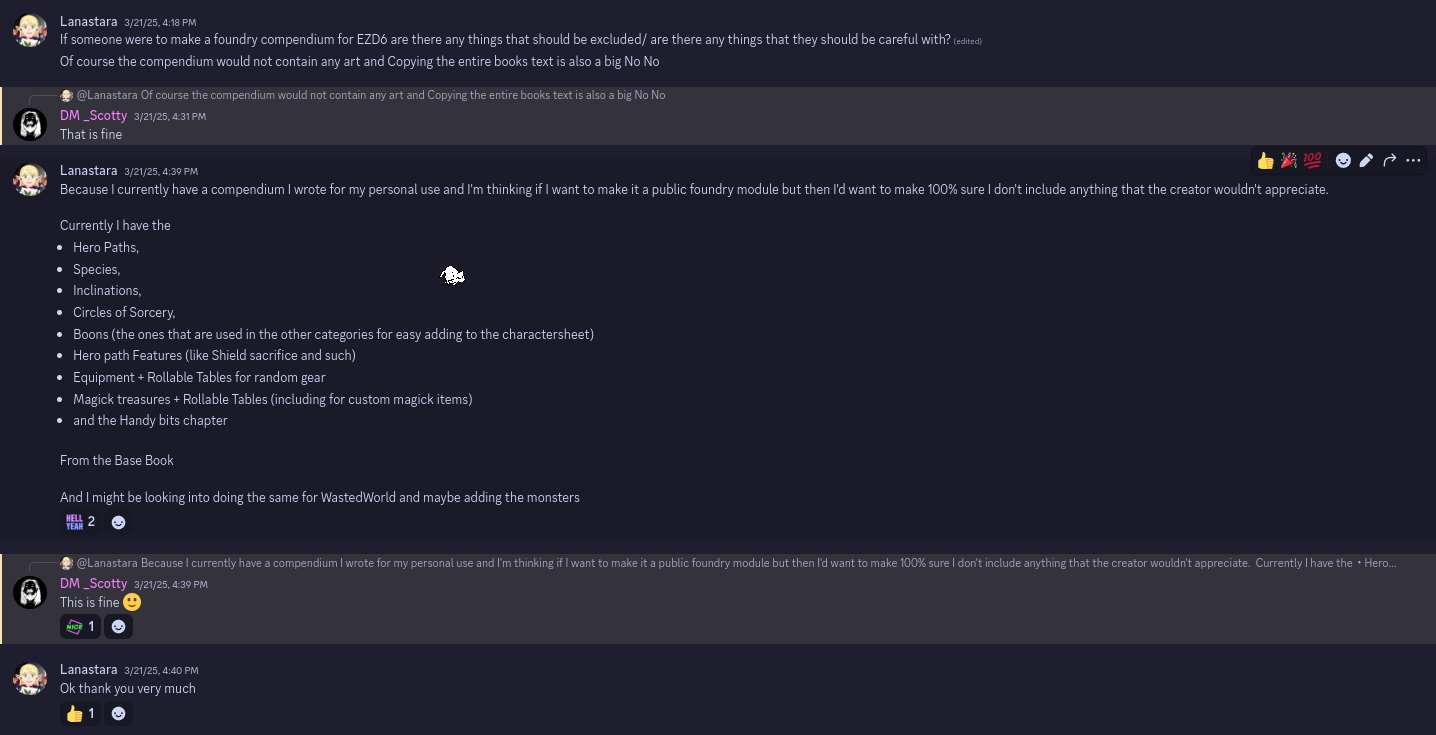 Lanastara 3/21/25, 4:18 PM
If someone were to make a foundry compendium for EZD6 are there any things that should be excluded/ are there any things that they should be careful with? (edited)
Of course the compendium would not contain any art and Copying the entire books text is also a big No No
@Lanastara Of course the compendium would not contain any art and Copying the entire books text is also a big No No
DM _Scotty 3/21/25, 4:31 PM
That is fine
Lanastara 3/21/25, 4:39 PM
Because I currently have a compendium I wrote for my personal use and I'm thinking if I want to make it a public foundry module but then I'd want to make 100% sure I don't include anything that the creator wouldn't appreciate.
Currently I have the
• Hero Paths,
• Species,
• Inclinations,
• Circles of Sorcery,
• Boons (the ones that are used in the other categories for easy adding to the charactersheet)
• Hero path Features (like Shield sacrifice and such)
• Equipment + Rollable Tables for random gear
• Magick treasures + Rollable Tables (including for custom magick items)
• and the Handy bits chapter
From the Base Book
And I might be looking into doing the same for WastedWorld and maybe adding the monsters
HELL YEAH 2
@Lanastara Because I currently have a compendium I wrote for my personal use and I'm thinking if I want to make it a public foundry module but then I'd want to make 100% sure I don't include anything that the creator wouldn't appreciate. Currently I have the • Hero...
DM _Scotty 3/21/25, 4:39 PM
This is fine 🙂
NICE 1
Lanastara 3/21/25, 4:40 PM
Ok thank you very much
👍 1